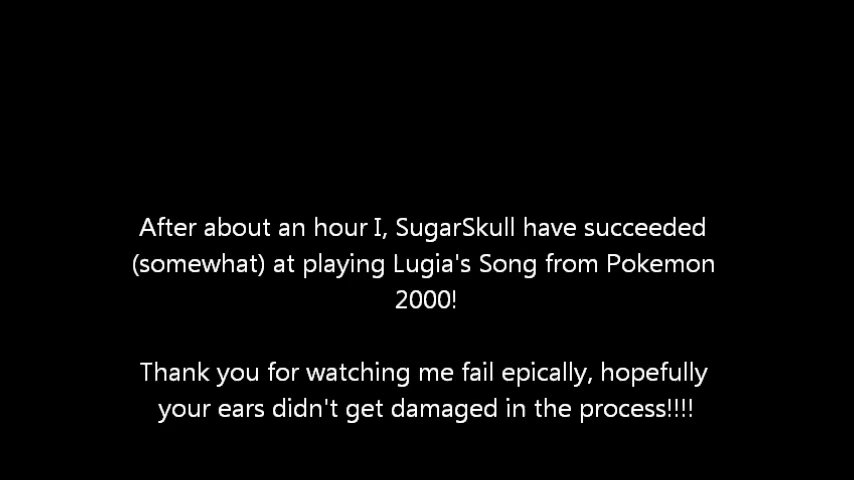 After about an hour I, SugarSkull have succeeded
(somewhat) at playing Lugia's Song from Pokemon
2000!
Thank you for watching me fail epically, hopefully
your ears didn't get damaged in the process!!!!